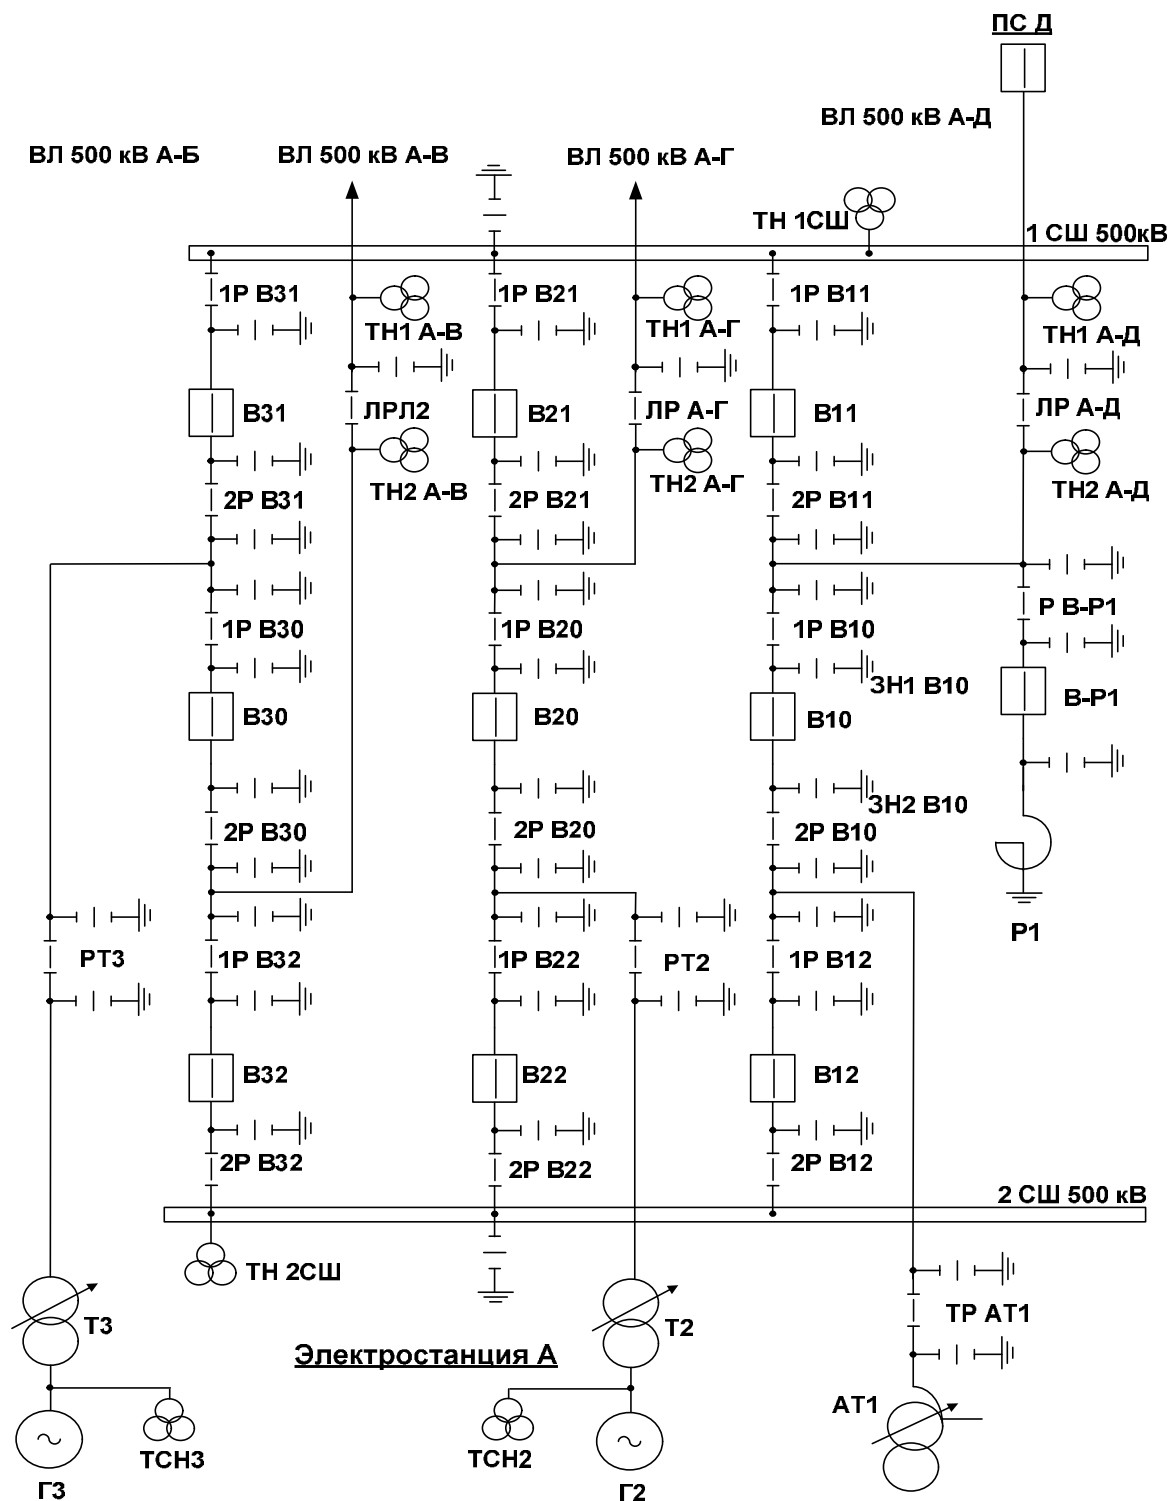 ПС Д
ВЛ 500 кВ А-Д
ВЛ 500 кВ А-Б
ВЛ 500 кВ А-В
ВЛ 500 кВ А-Г
ТН 1СШ
1 СШ 500кВ
1Р В31
ТН1 А-В
1Р В21
ТН1 А-Г
1Р В11
ТН1 А-Д
В31
ЛРЛ2
В21
ЛР А-Г
В11
ЛР А-Д
2Р В31
ТН2 А-В
2Р В21
ТН2 А-Г
2Р В11
ТН2 А-Д
1Р В30
1Р В20
1Р В10
Р В-Р1
ЗН1 В10
В30
В20
В10
В-Р1
ЗН2 В10
2Р В30
2Р В20
2Р В10
Р1
РТ3
1Р В32
1Р В22
РТ2
1Р В12
В32
В22
В12
2Р В32
2Р В22
2Р В12
2 СШ 500 кВ
ТН 2СШ
Т3
Т2
ТР АТ1
Электростанция А
АТ1
ТСН3
ТСН2
Г3
Г2